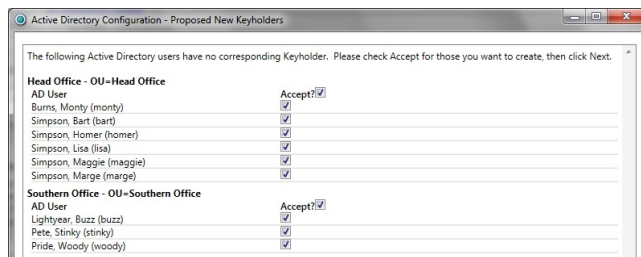 Active Directory Configuration - Proposed New Keyholders
The following Active Directory users have no corresponding Keyholder. Please check Accept for those you want to create, then click Next.
Head Office - OU=Head Office
AD User Accept?
Burns, Monty (monty)
Simpson, Bart (bart)
Simpson, Homer (homer)
Simpson, Lisa (lisa)
Simpson, Maggie (maggie)
Simpson, Marge (marge)
Southern Office - OU=Southern Office
AD User Accept?
Lightyear, Buzz (buzz)
Pete, Stinky (stinky)
Pride, Woody (woody)